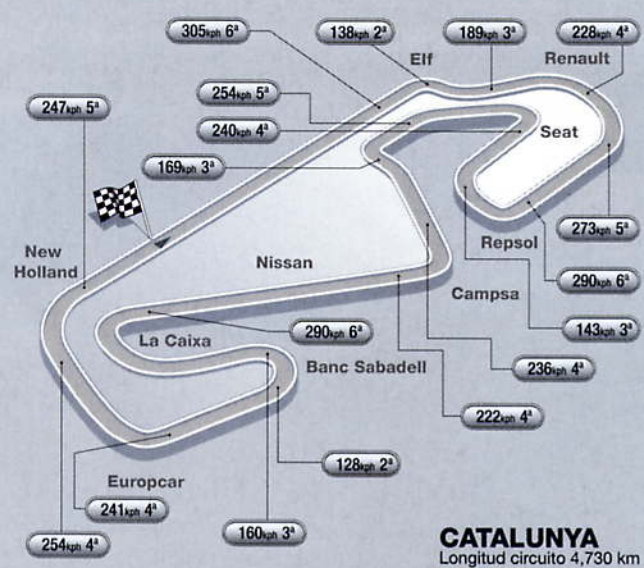 305kph 6ª
138kph 2ª
189kph 3ª
228kph 4ª
Elf
Renault
247kph 5ª
254kph 5ª
240kph 4ª
Seat
169kph 3ª
273kph 5ª
New
Holland
Nissan
Repsol
290kph 6ª
Campsa
143kph 3ª
La Caixa
290kph 6ª
Banc Sabadell
236kph 4ª
222kph 4ª
128kph 2ª
Europcar
241kph 4ª
160kph 3ª
254kph 4ª
CATALUNYA
Longitud circuito 4,730 km